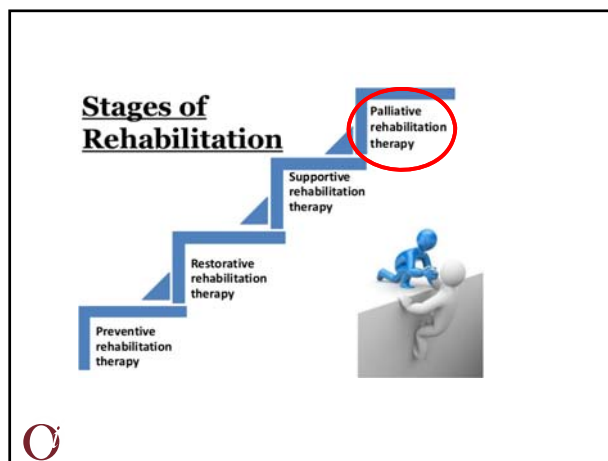 Stages of
Rehabilitation
Palliative
rehabilitation
therapy
Supportive
rehabilitation
therapy
Restorative
rehabilitation
therapy
Preventive
rehabilitation
therapy